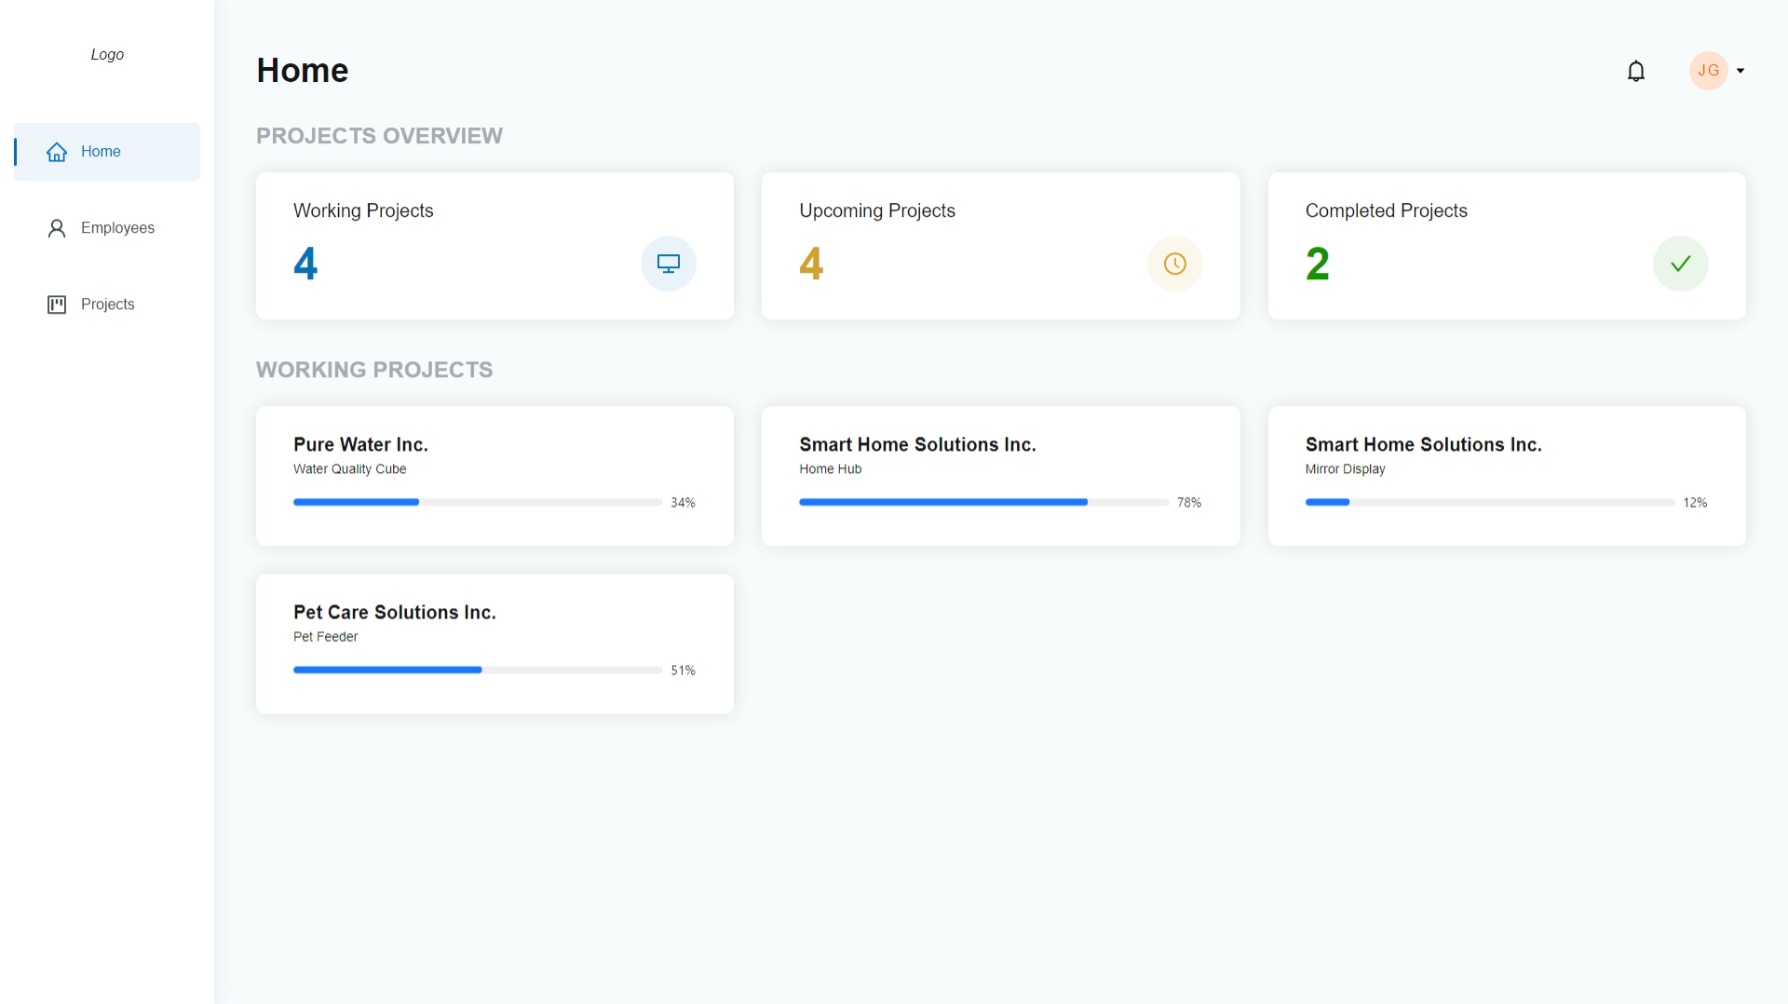 Logo
Home
Employees
Projects
Home
JG
PROJECTS OVERVIEW
Working Projects
4
Upcoming Projects
4
Completed Projects
2
WORKING PROJECTS
Pure Water Inc.
Water Quality Cube
34%
Smart Home Solutions Inc.
Home Hub
78%
Smart Home Solutions Inc.
Mirror Display
12%
Pet Care Solutions Inc.
Pet Feeder
51%